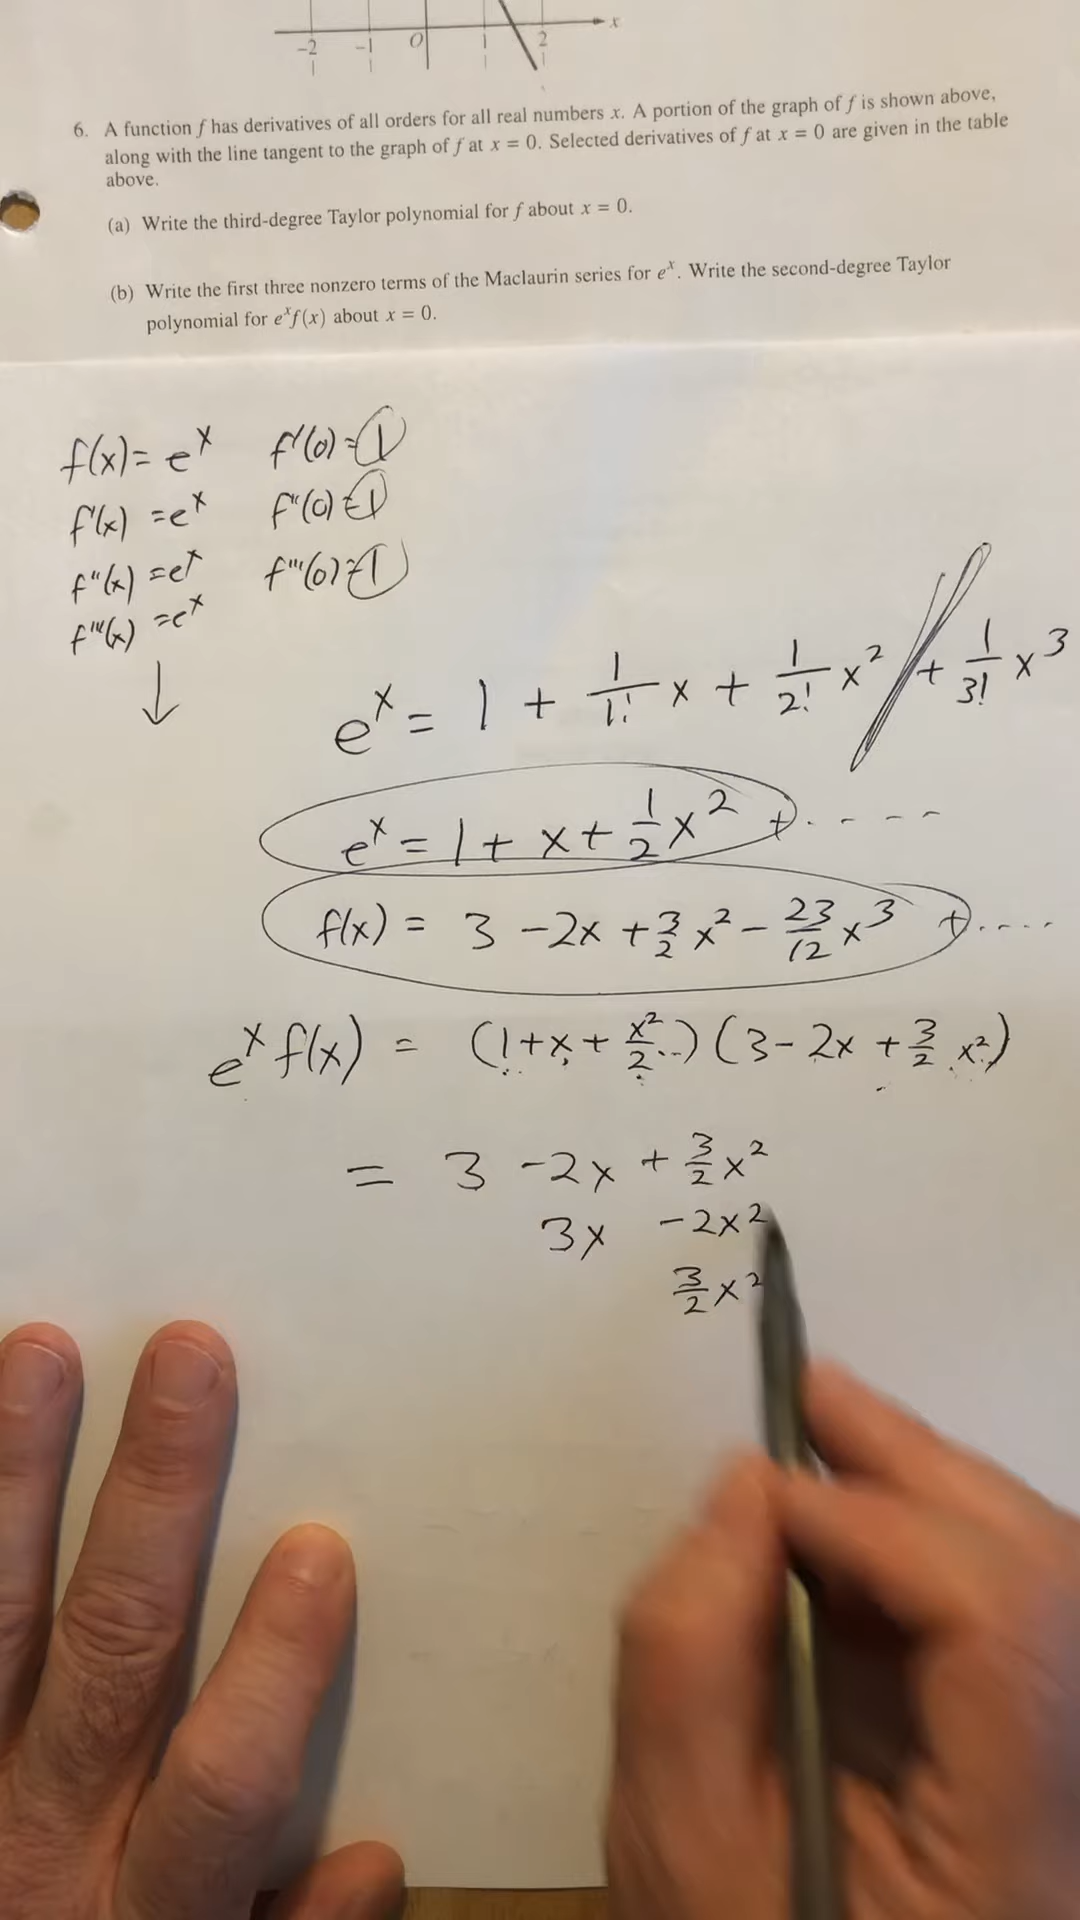 -2 -1 O 1 2 x
6. A function f has derivatives of all orders for all real numbers x. A portion of the graph of f is shown above,
along with the line tangent to the graph of f at x = 0. Selected derivatives of f at x = 0 are given in the table
above.
(a) Write the third-degree Taylor polynomial for f about x = 0.
(b) Write the first three nonzero terms of the Maclaurin series for e^x. Write the second-degree Taylor
polynomial for e^x f(x) about x = 0.
f(x) = e^x f'(0) = 1
f'(x) = e^x f''(0) = 1
f''(x) = e^x f'''(0) = 1
f'''(x) = e^x
e^x = 1 + 1/1! x + 1/2! x^2 + 1/3! x^3
e^x = 1 + x + 1/2 x^2 + ....
f(x) = 3 - 2x + 3/2 x^2 - 23/12 x^3 + ....
e^x f(x) = (1 + x + x^2/2 ...) (3 - 2x + 3/2 x^2)
= 3 - 2x + 3/2 x^2
3x - 2x^2
3/2 x^2